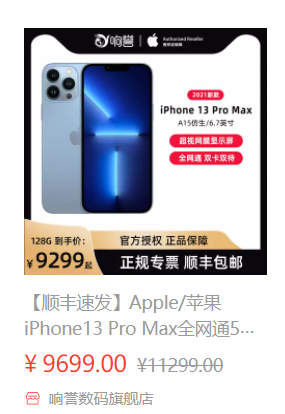 响誉
Authorized Reseller
2021新款
iPhone 13 Pro Max
A15仿生/6.7英寸
超视网膜显示屏
全网通 双卡双待
128G 到手价:
¥9299起
官方授权 正品保障
正规专票 顺丰包邮
【顺丰速发】Apple/苹果
iPhone13 Pro Max全网通5...
¥ 9699.00 ¥11299.00
响誉数码旗舰店